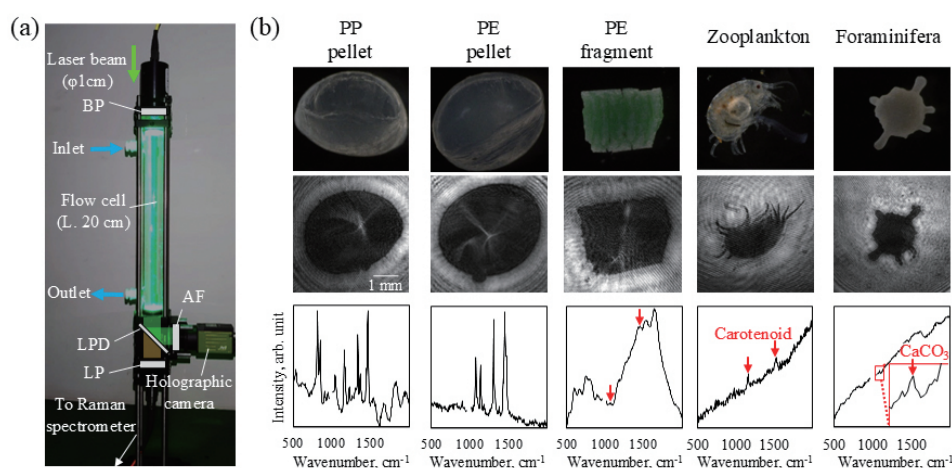 (a)
Laser beam
(φ1cm)
BP
Inlet
Flow cell
(L. 20 cm)
Outlet
AF
LPD
LP
Holographic
camera
To Raman
spectrometer
(b)
PP
pellet
PE
pellet
PE
fragment
Zooplankton
Foraminifera
1 mm
Intensity, arb. unit
Carotenoid
CaCO3
500 1000 1500
500 1000 1500
500 1000 1500
500 1000 1500
500 1000 1500
Wavenumber, cm-1
Wavenumber, cm-1
Wavenumber, cm-1
Wavenumber, cm-1
Wavenumber, cm-1